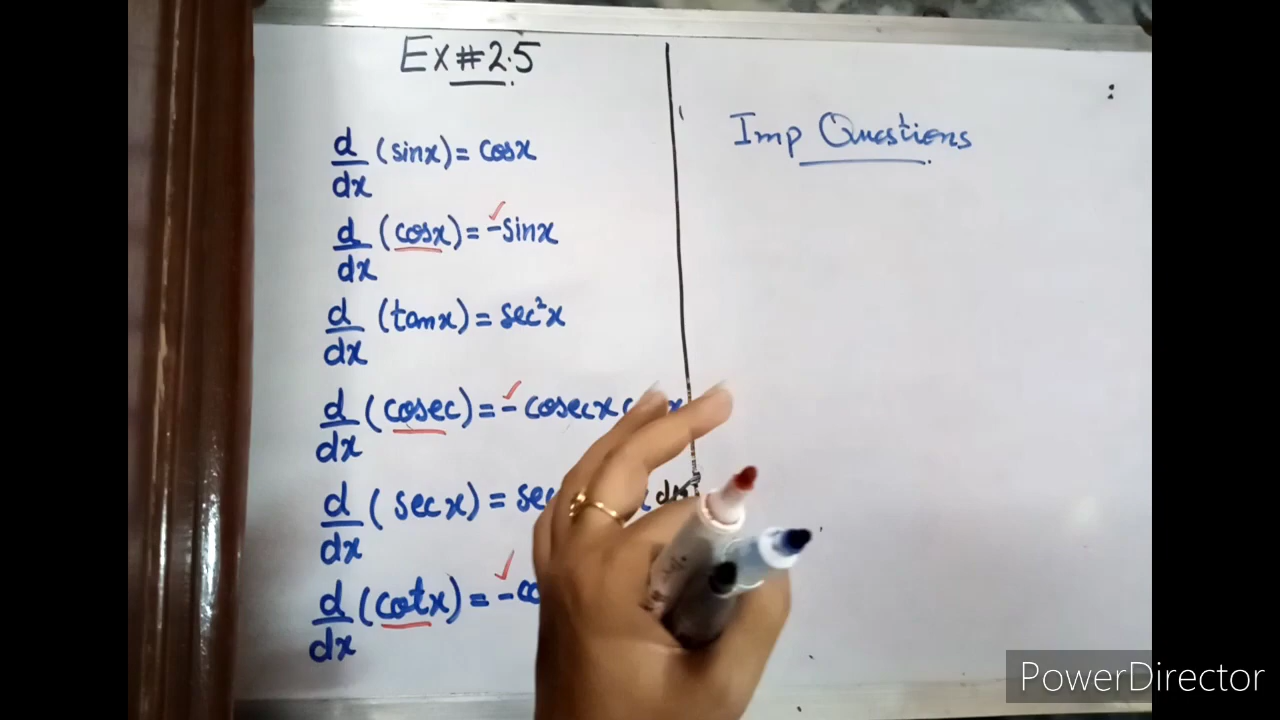 Ex #2.5
d/dx (sinx) = cosx
d/dx (cosx) = -sinx
d/dx (tanx) = sec²x
d/dx (cosec) = - cosecx
d/dx (secx) =
d/dx (cotx) =
Imp Questions
PowerDirector